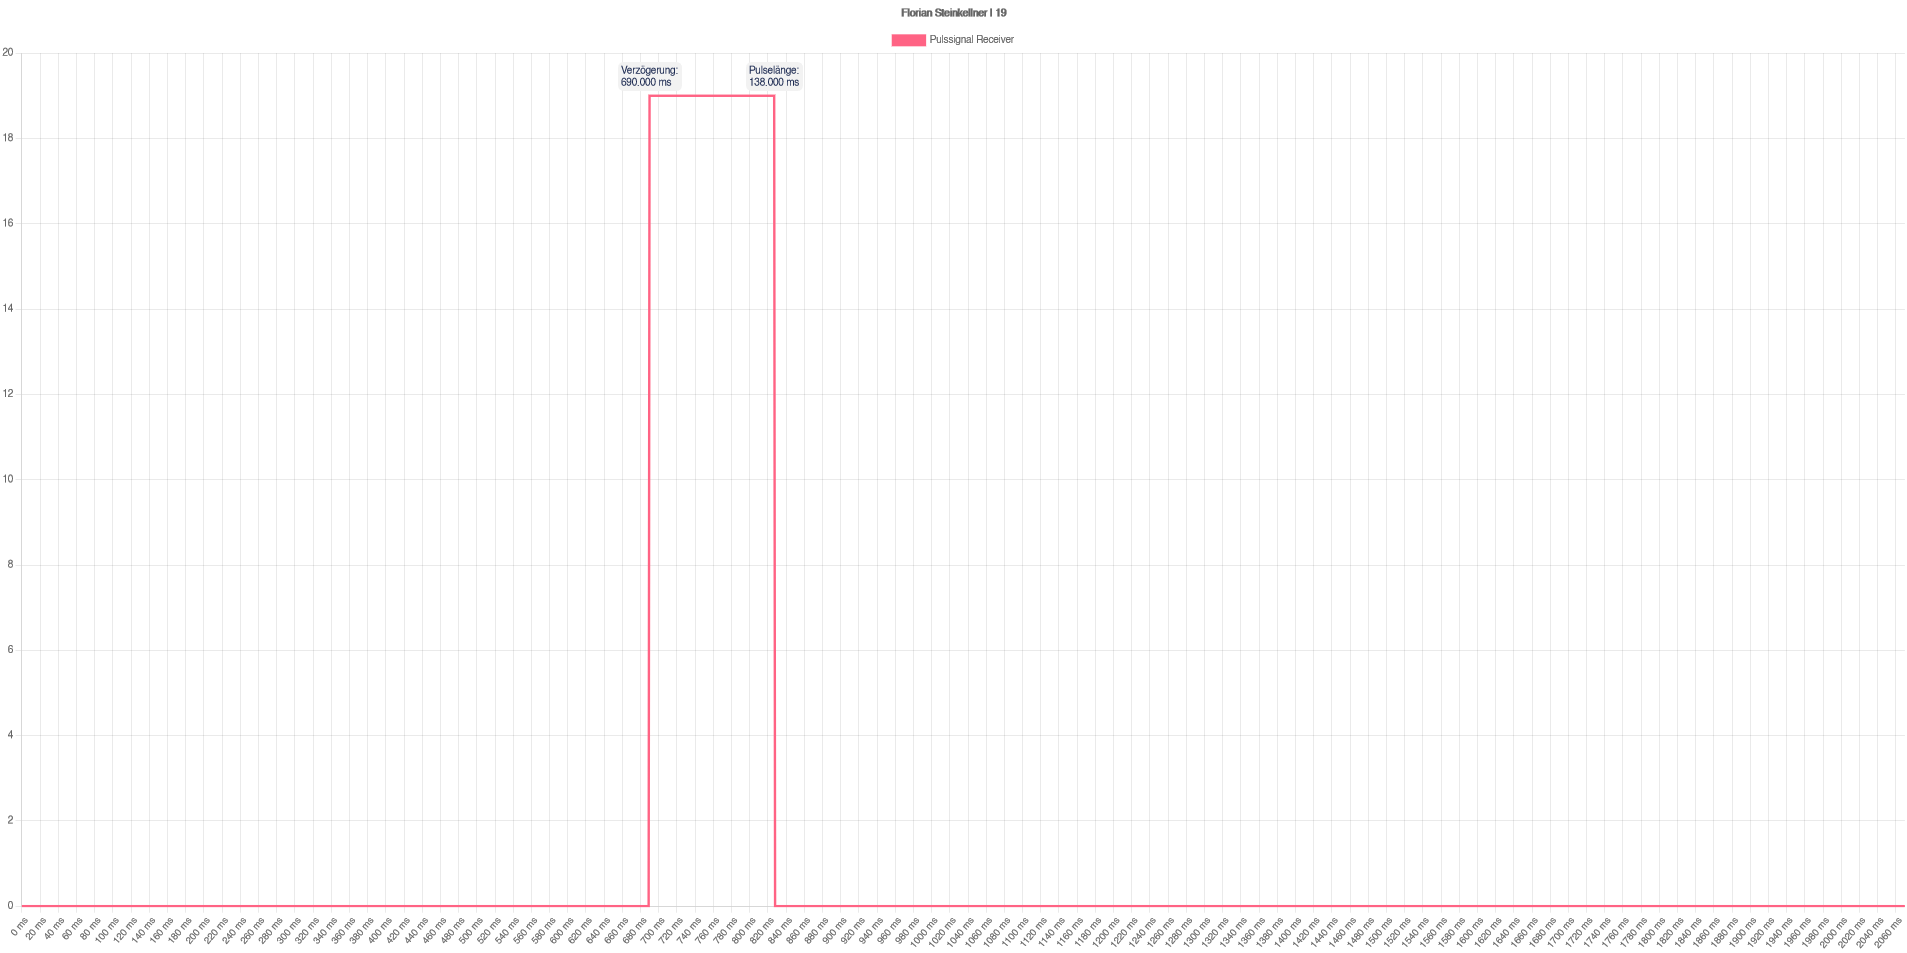 Florian Steinkellner | 19
Pulssignal Receiver
Verzögerung:
690.000 ms
Pulselänge:
138.000 ms
20
18
16
14
12
10
8
6
4
2
0
0 ms
20 ms
40 ms
60 ms
80 ms
100 ms
120 ms
140 ms
160 ms
180 ms
200 ms
220 ms
240 ms
260 ms
280 ms
300 ms
320 ms
340 ms
360 ms
380 ms
400 ms
420 ms
440 ms
460 ms
480 ms
500 ms
520 ms
540 ms
560 ms
580 ms
600 ms
620 ms
640 ms
660 ms
680 ms
700 ms
720 ms
740 ms
760 ms
780 ms
800 ms
820 ms
840 ms
860 ms
880 ms
900 ms
920 ms
940 ms
960 ms
980 ms
1000 ms
1020 ms
1040 ms
1060 ms
1080 ms
1100 ms
1120 ms
1140 ms
1160 ms
1180 ms
1200 ms
1220 ms
1240 ms
1260 ms
1280 ms
1300 ms
1320 ms
1340 ms
1360 ms
1380 ms
1400 ms
1420 ms
1440 ms
1460 ms
1480 ms
1500 ms
1520 ms
1540 ms
1560 ms
1580 ms
1600 ms
1620 ms
1640 ms
1660 ms
1680 ms
1700 ms
1720 ms
1740 ms
1760 ms
1780 ms
1800 ms
1820 ms
1840 ms
1860 ms
1880 ms
1900 ms
1920 ms
1940 ms
1960 ms
1980 ms
2000 ms
2020 ms
2040 ms
2060 ms